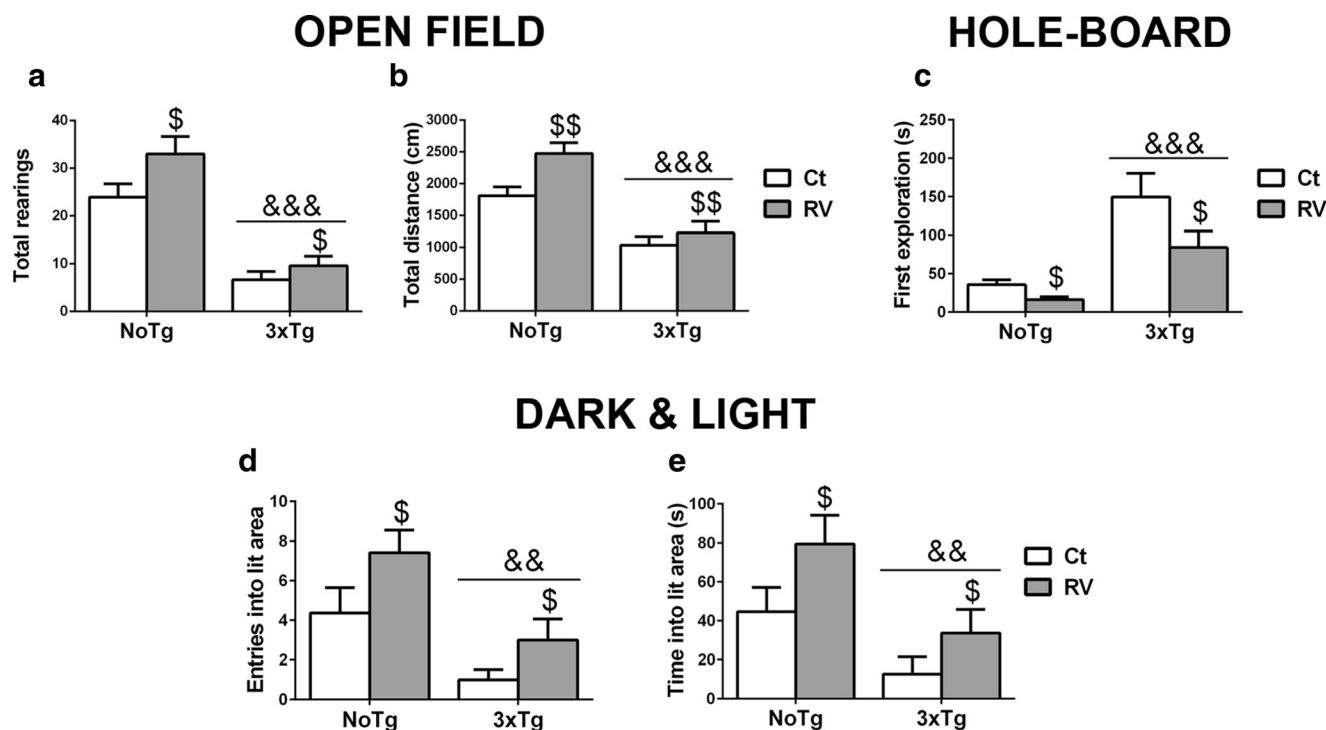 OPEN FIELD
HOLE-BOARD
a
Total rearings
40
30
20
10
0
$
&&&
$
NoTg 3xTg
b
Total distance (cm)
3000
2500
2000
1500
1000
500
0
$$
&&&
$$
NoTg 3xTg
Ct
RV
c
First exploration (s)
250
200
150
100
50
0
$
&&&
$
NoTg 3xTg
Ct
RV
DARK & LIGHT
d
Entries into lit area
10
8
6
4
2
0
$
&&
$
NoTg 3xTg
e
Time into lit area (s)
100
80
60
40
20
0
$
&&
$
NoTg 3xTg
Ct
RV